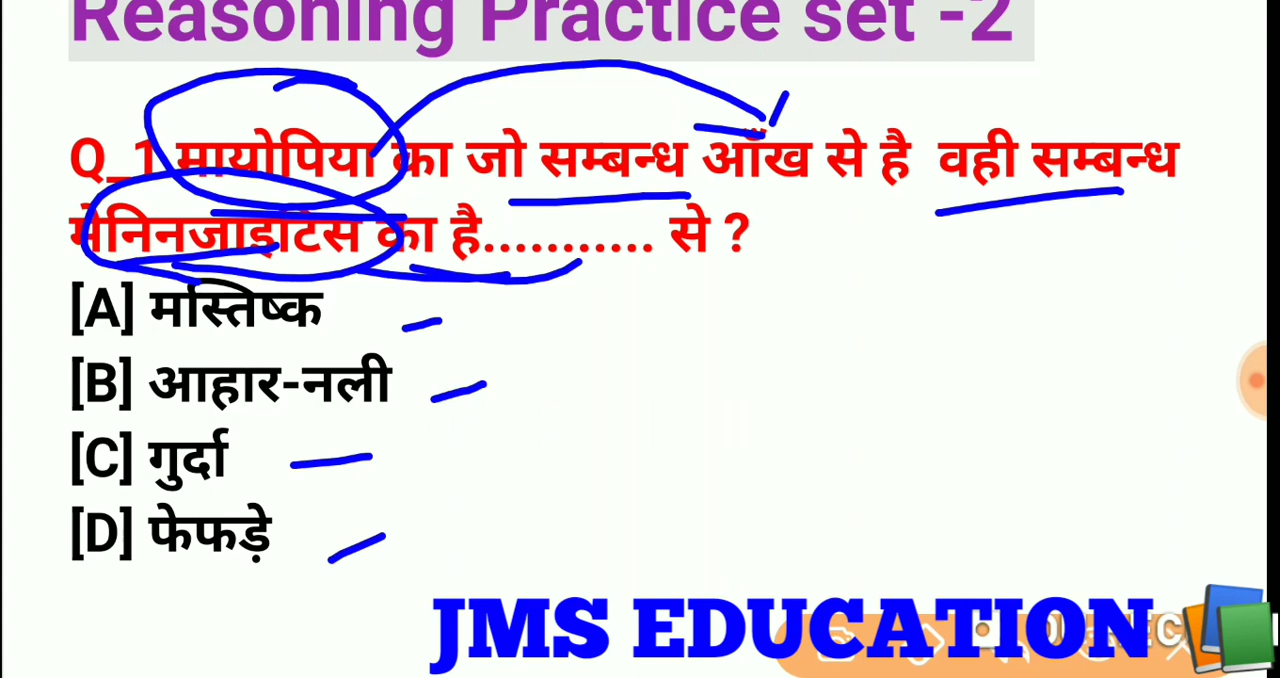 Reasoning Practice set -2
Q_1 मायोपिया का जो सम्बन्ध आँख से है वही सम्बन्ध
मेनिनजाइटिस का है........... से ?
[A] मस्तिष्क
[B] आहार-नली
[C] गुर्दा
[D] फेफड़े
JMS EDUCATION